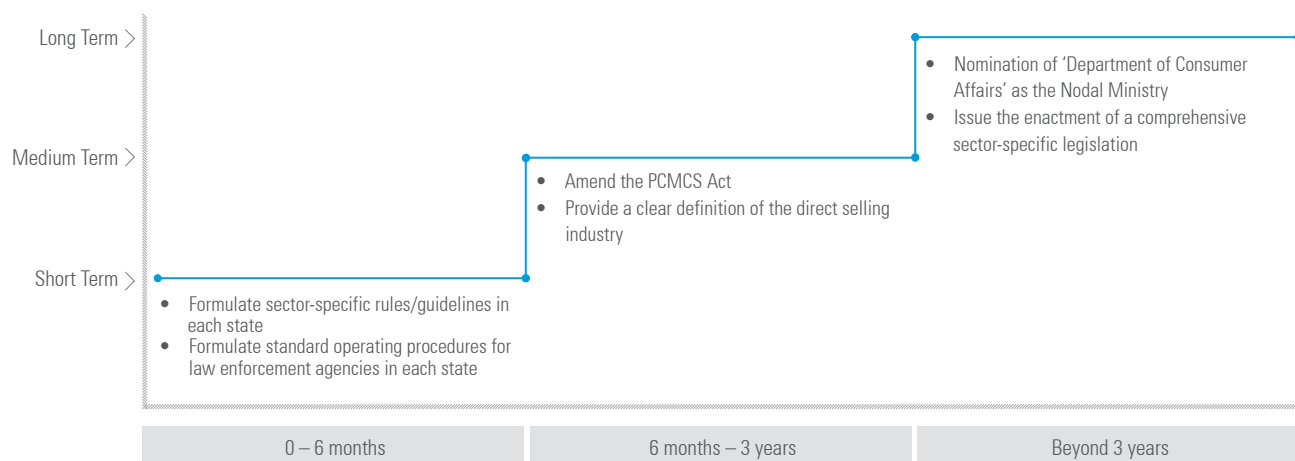 Long Term
• Nomination of ‘Department of Consumer
Affairs’ as the Nodal Ministry
• Issue the enactment of a comprehensive
sector-specific legislation
Medium Term
• Amend the PCMCS Act
• Provide a clear definition of the direct selling
industry
Short Term
• Formulate sector-specific rules/guidelines in
each state
• Formulate standard operating procedures for
law enforcement agencies in each state
0 – 6 months
6 months – 3 years
Beyond 3 years